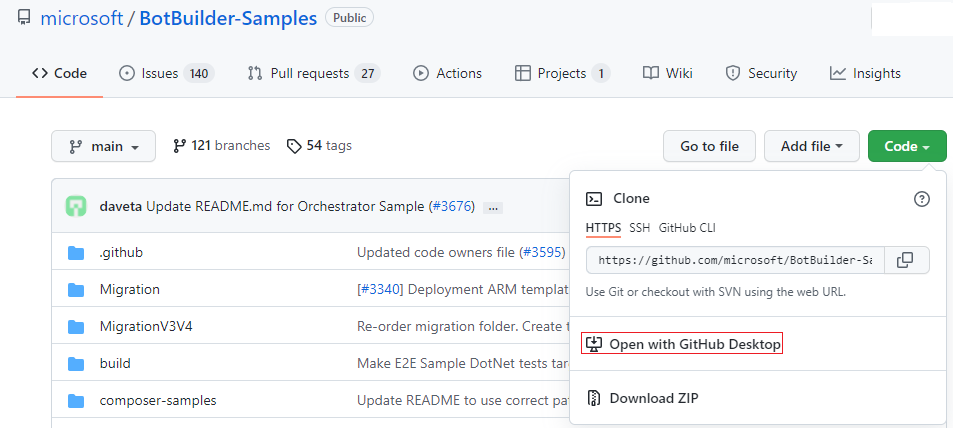 microsoft / BotBuilder-Samples Public
Code Issues 140 Pull requests 27 Actions Projects 1 Wiki Security Insights
main 121 branches 54 tags Go to file Add file Code
daveta Update README.md for Orchestrator Sample (#3676) ...
.github Updated code owners file (#3595)
Migration [#3340] Deployment ARM templat
MigrationV3V4 Re-order migration folder. Create t
build Make E2E Sample DotNet tests tar
composer-samples Update README to use correct pa
Clone
HTTPS SSH GitHub CLI
https://github.com/microsoft/BotBuilder-Sa
Use Git or checkout with SVN using the web URL.
Open with GitHub Desktop
Download ZIP